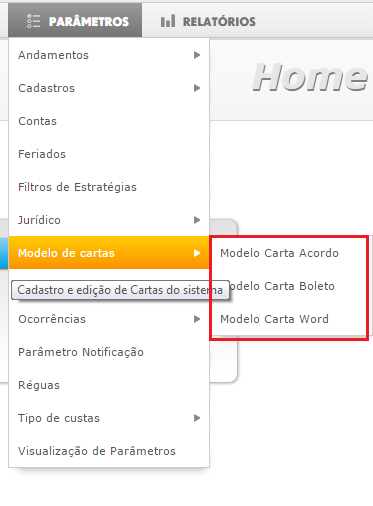 PARÂMETROS
RELATÓRIOS
Home
Andamentos
Cadastros
Contas
Feriados
Filtros de Estratégias
Jurídico
Modelo de cartas
Cadastro e edição de Cartas do sistema
Ocorrências
Parâmetro Notificação
Réguas
Tipo de custas
Visualização de Parâmetros
Modelo Carta Acordo
Modelo Carta Boleto
Modelo Carta Word